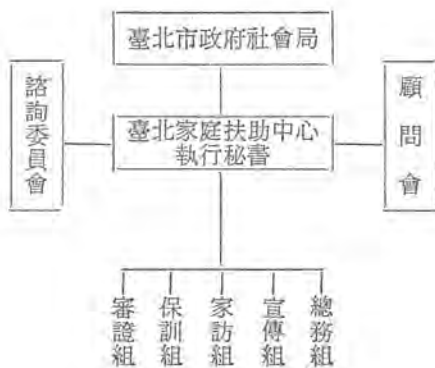 臺北市政府社會局
諮詢委員會
臺北家庭扶助中心
執行秘書
顧問會
審證組
保訓組
家訪組
宣傳組
總務組